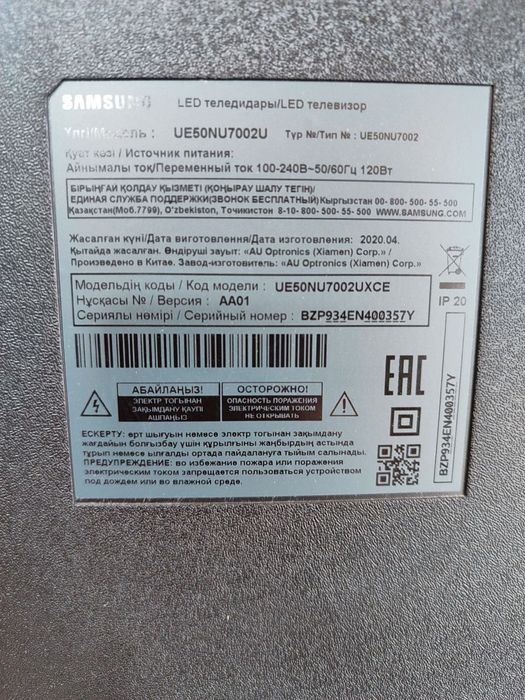 SAMSUNG
LED теледидары/LED телевизор
Үлгі/Модель : UE50NU7002U Түр №/Тип № : UE50NU7002
Қуат көзі / Источник питания:
Айнымалы тоқ/Переменный ток 100-240В~50/60Гц 120Вт
БІРЫҢҒАЙ ҚОЛДАУ ҚЫЗМЕТІ (ҚОҢЫРАУ ШАЛУ ТЕГІН)/
ЕДИНАЯ СЛУЖБА ПОДДЕРЖКИ(ЗВОНОК БЕСПЛАТНЫЙ) Кыргызстан 00- 800- 500- 55- 500
Қазақстан(Моб.7799), O'zbekiston, Точикистон 8-10- 800- 500- 55- 500 WWW.SAMSUNG.COM
Жасалған күні/Дата виготовлення/Дата изготовления : 2020.04.
Қытайда жасалған. Өндіруші зауыт: «AU Optronics (Xiamen) Corp.» /
Произведено в Китае. Завод-изготовитель: «AU Optronics (Xiamen) Corp.»
Модельдің коды / Код модели : UE50NU7002UXCE
Нұсқасы № / Версия : AA01
Сериялы нөмірі / Серийный номер : BZP934EN400357Y
IP 20
АБАЙЛАҢЫЗ!
ЭЛЕКТР ТОГЫНАН
ЗАҚЫМДАНУ ҚАУПІ
АШПАҢЫЗ
ОСТОРОЖНО!
ОПАСНОСТЬ ПОРАЖЕНИЯ
ЭЛЕКТРИЧЕСКИМ ТОКОМ
НЕ ОТКРЫВАТЬ
EAC
BZP934EN400357Y
ЕСКЕРТУ: өрт шығуын немесе электр тогынан зақымдану
жағдайын болғызбау үшін құрылғыны жаңбырдың астында
тұрып немесе ылғалды ортада пайдалануға тыйым салынады.
ПРЕДУПРЕЖДЕНИЕ: во избежание пожара или поражения
электрическим током запрещается пользоваться устройством
под дождем или во влажной среде.